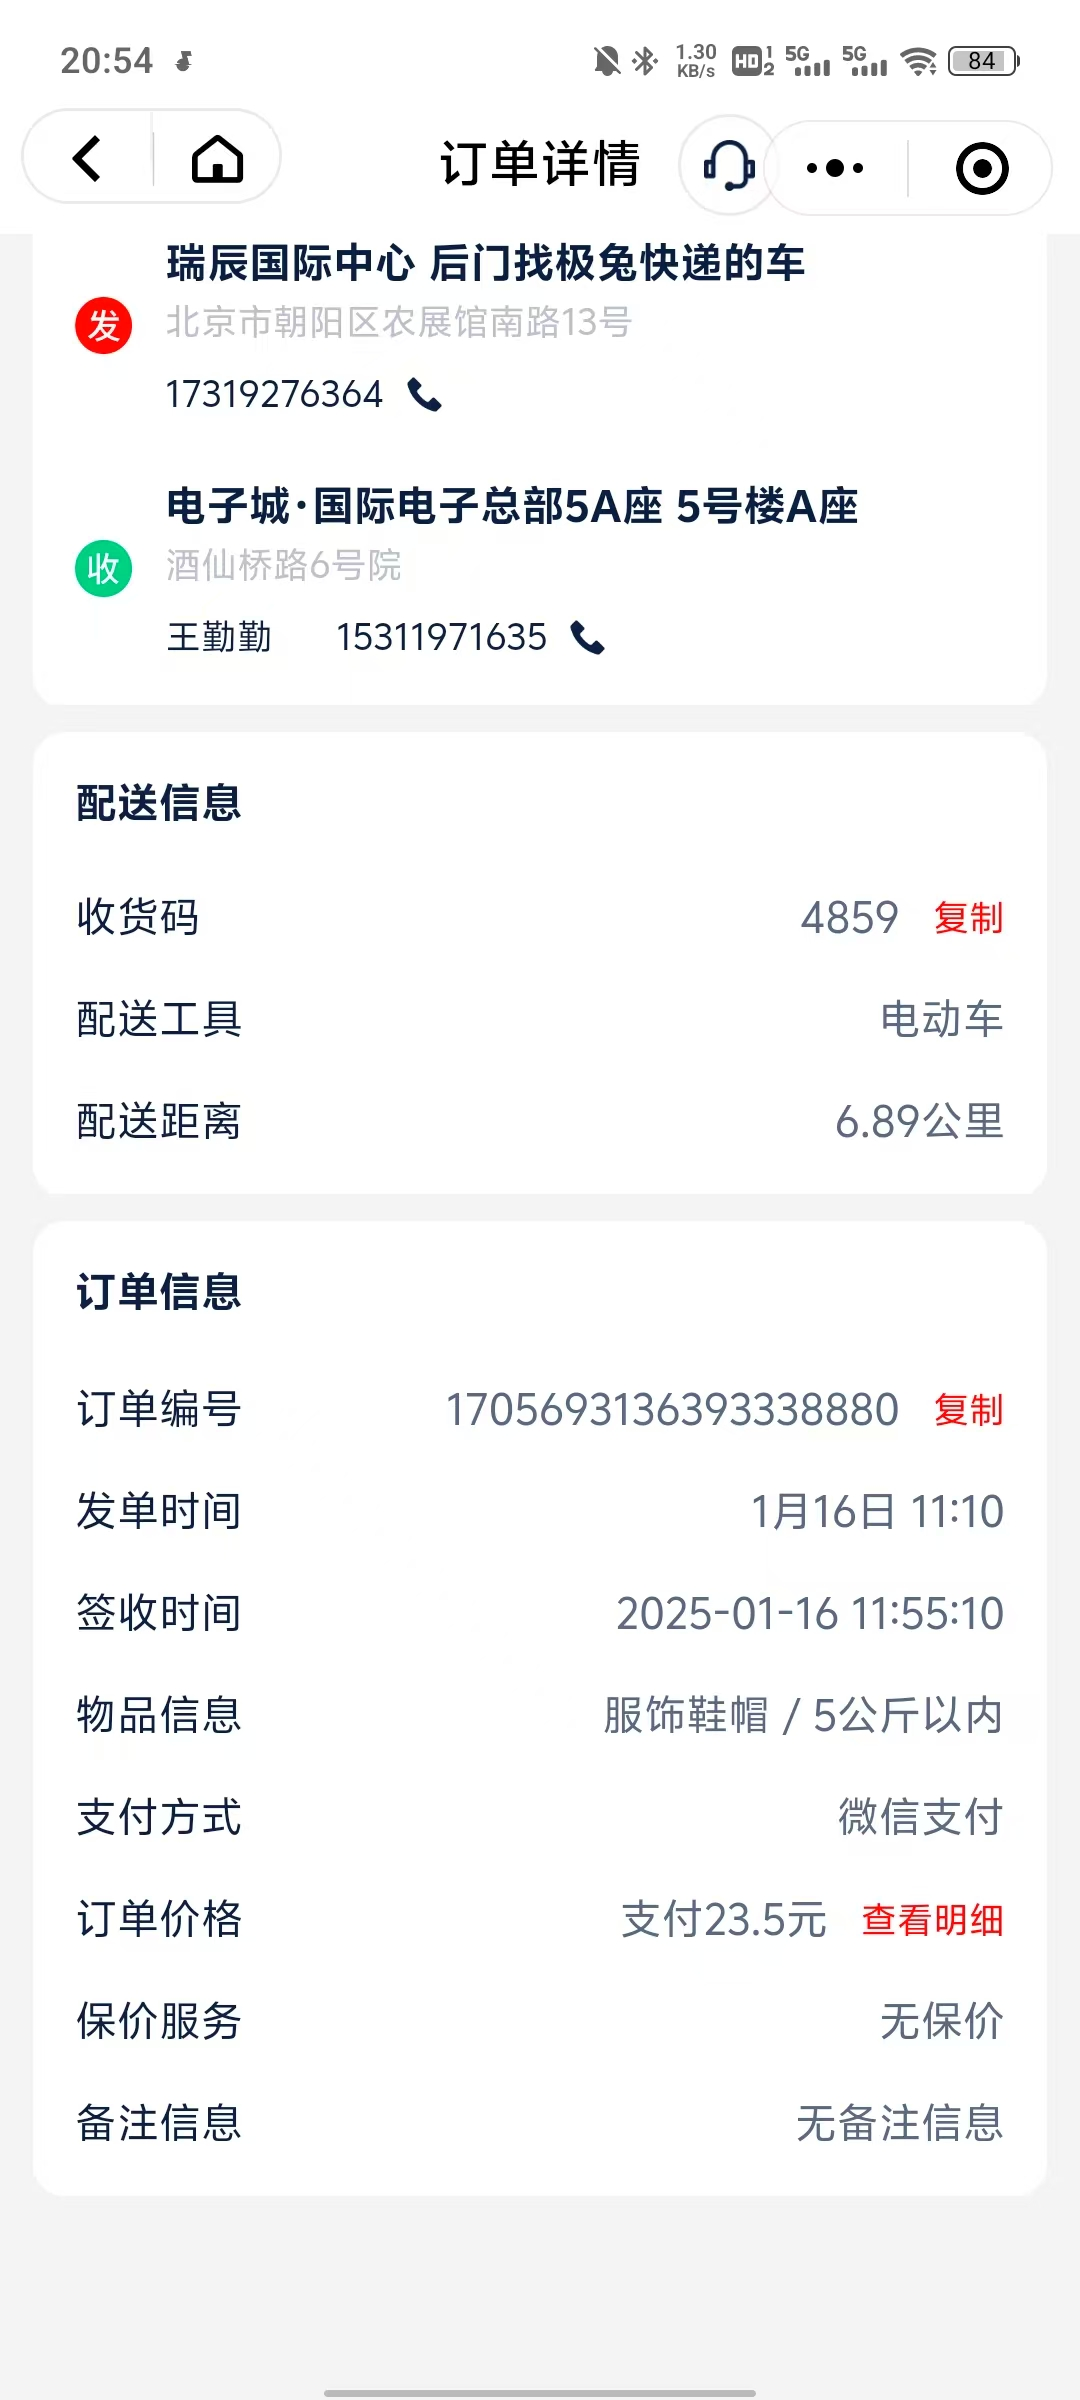 20:54
1.30 KB/s HD 1 2 5G 5G 84
订单详情
瑞辰国际中心 后门找极兔快递的车
发
北京市朝阳区农展馆南路13号
17319276364
电子城·国际电子总部5A座 5号楼A座
收
酒仙桥路6号院
王勤勤 15311971635
配送信息
收货码 4859 复制
配送工具 电动车
配送距离 6.89公里
订单信息
订单编号 1705693136393338880 复制
发单时间 1月16日 11:10
签收时间 2025-01-16 11:55:10
物品信息 服饰鞋帽 / 5公斤以内
支付方式 微信支付
订单价格 支付23.5元 查看明细
保价服务 无保价
备注信息 无备注信息